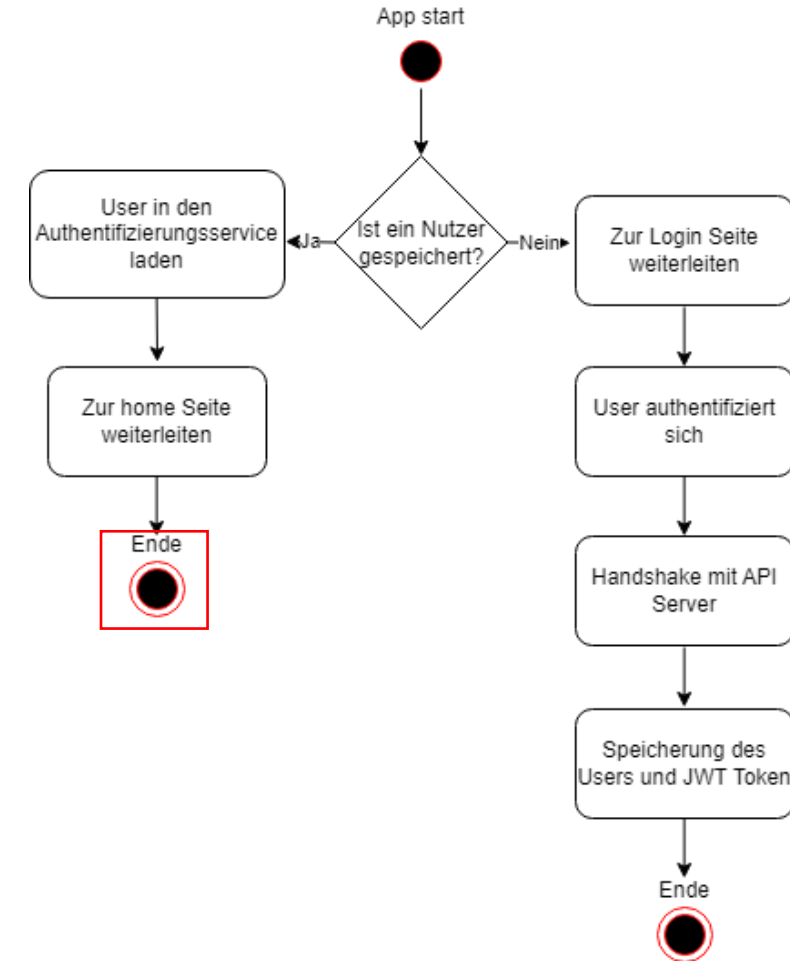 App start
Ist ein Nutzer
gespeichert?
Ja
Nein
User in den
Authentifizierungsservice
laden
Zur home Seite
weiterleiten
Ende
Zur Login Seite
weiterleiten
User authentifiziert
sich
Handshake mit API
Server
Speicherung des
Users und JWT Token
Ende